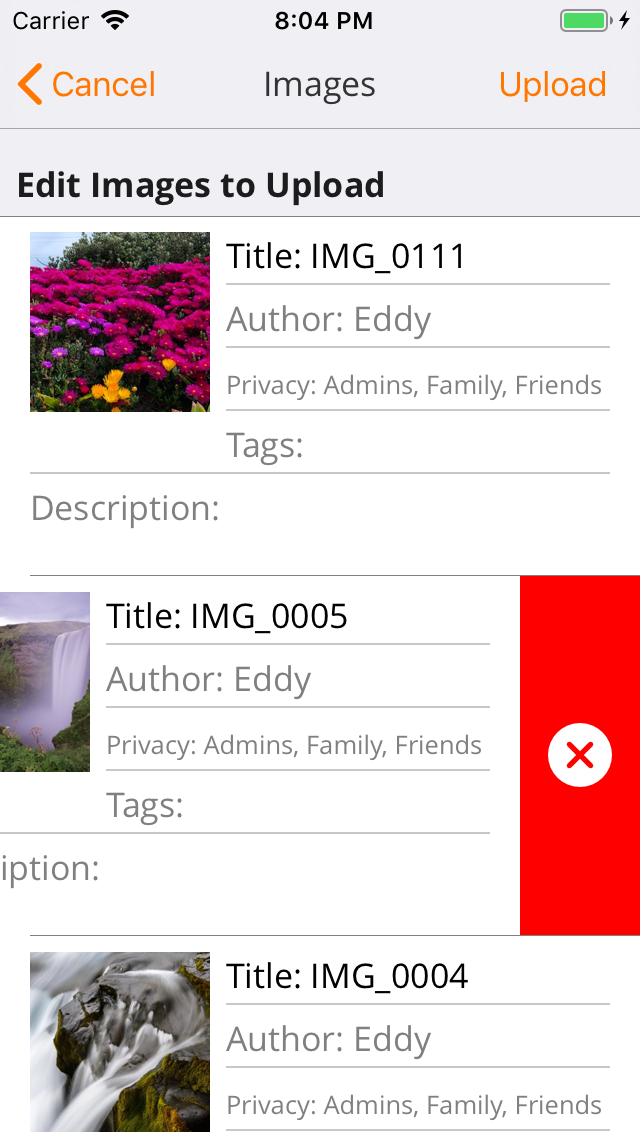 Carrier 8:04 PM
Cancel Images Upload
Edit Images to Upload
Title: IMG_0111
Author: Eddy
Privacy: Admins, Family, Friends
Tags:
Description:
Title: IMG_0005
Author: Eddy
Privacy: Admins, Family, Friends
Tags:
iption:
Title: IMG_0004
Author: Eddy
Privacy: Admins, Family, Friends